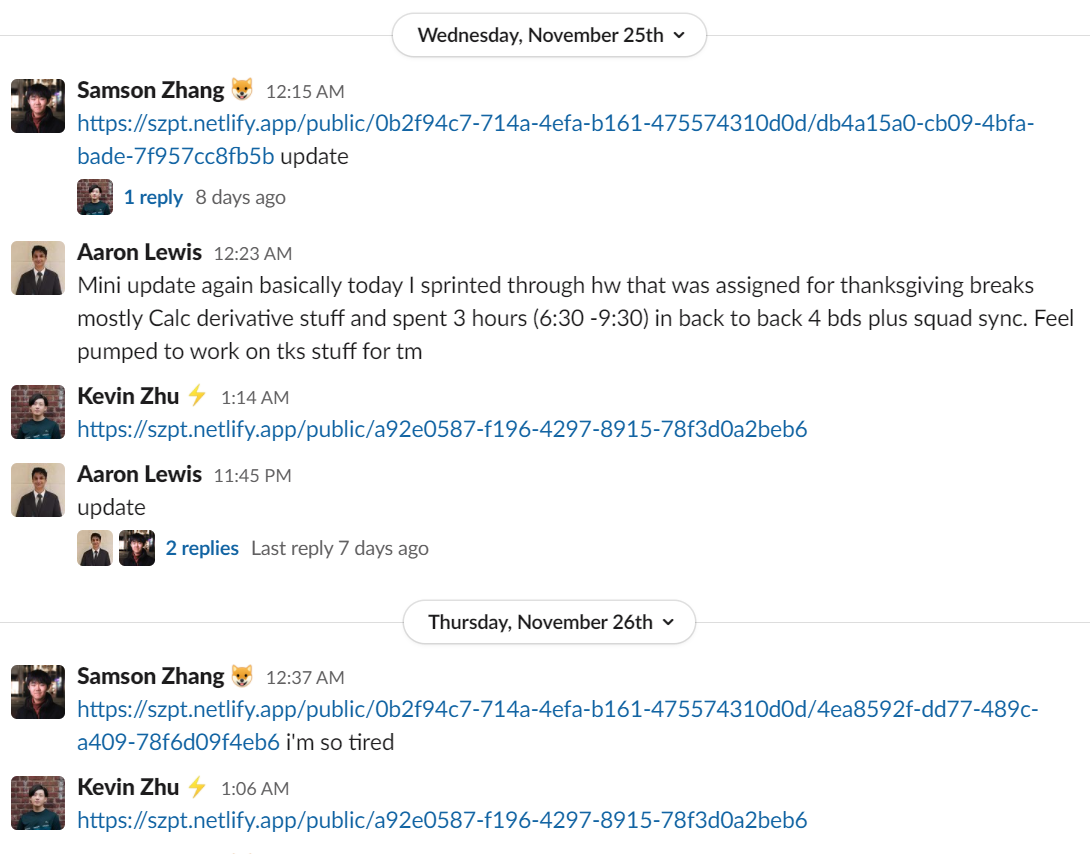 Wednesday, November 25th
Samson Zhang 12:15 AM
https://szpt.netlify.app/public/0b2f94c7-714a-4efa-b161-475574310d0d/db4a15a0-cb09-4bfa-
bade-7f957cc8fb5b update
1 reply 8 days ago
Aaron Lewis 12:23 AM
Mini update again basically today I sprinted through hw that was assigned for thanksgiving breaks
mostly Calc derivative stuff and spent 3 hours (6:30 -9:30) in back to back 4 bds plus squad sync. Feel
pumped to work on tks stuff for tm
Kevin Zhu 1:14 AM
https://szpt.netlify.app/public/a92e0587-f196-4297-8915-78f3d0a2beb6
Aaron Lewis 11:45 PM
update
2 replies Last reply 7 days ago
Thursday, November 26th
Samson Zhang 12:37 AM
https://szpt.netlify.app/public/0b2f94c7-714a-4efa-b161-475574310d0d/4ea8592f-dd77-489c-
a409-78f6d09f4eb6 i'm so tired
Kevin Zhu 1:06 AM
https://szpt.netlify.app/public/a92e0587-f196-4297-8915-78f3d0a2beb6